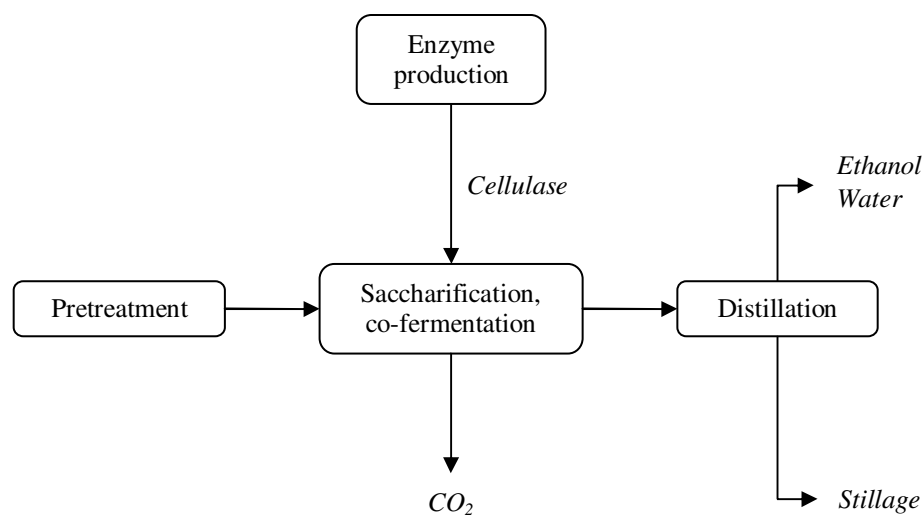 Enzyme
production
Cellulase
Ethanol
Water
Pretreatment
Saccharification,
co-fermentation
Distillation
CO₂
Stillage